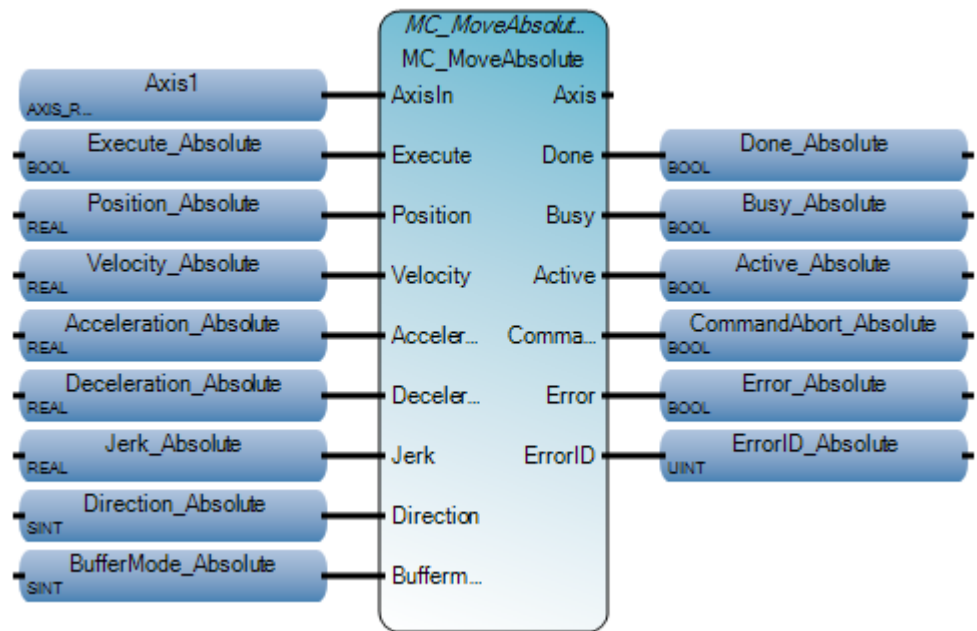 MC_MoveAbsolut...
MC_MoveAbsolute
Axis1
AXIS_R...
AxisIn
Axis
Execute_Absolute
BOOL
Execute
Done
Done_Absolute
BOOL
Position_Absolute
REAL
Position
Busy
Busy_Absolute
BOOL
Velocity_Absolute
REAL
Velocity
Active
Active_Absolute
BOOL
Acceleration_Absolute
REAL
Acceler...
Comma...
CommandAbort_Absolute
BOOL
Deceleration_Absolute
REAL
Deceler...
Error
Error_Absolute
BOOL
Jerk_Absolute
REAL
Jerk
ErrorID
ErrorID_Absolute
UINT
Direction_Absolute
SINT
Direction
BufferMode_Absolute
SINT
Bufferm...